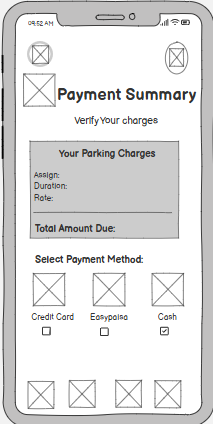 09:52 AM
Payment Summary
Verify Your charges
Your Parking Charges
Assign:
Duration:
Rate:
Total Amount Due:
Select Payment Method:
Credit Card Easypaisa Cash